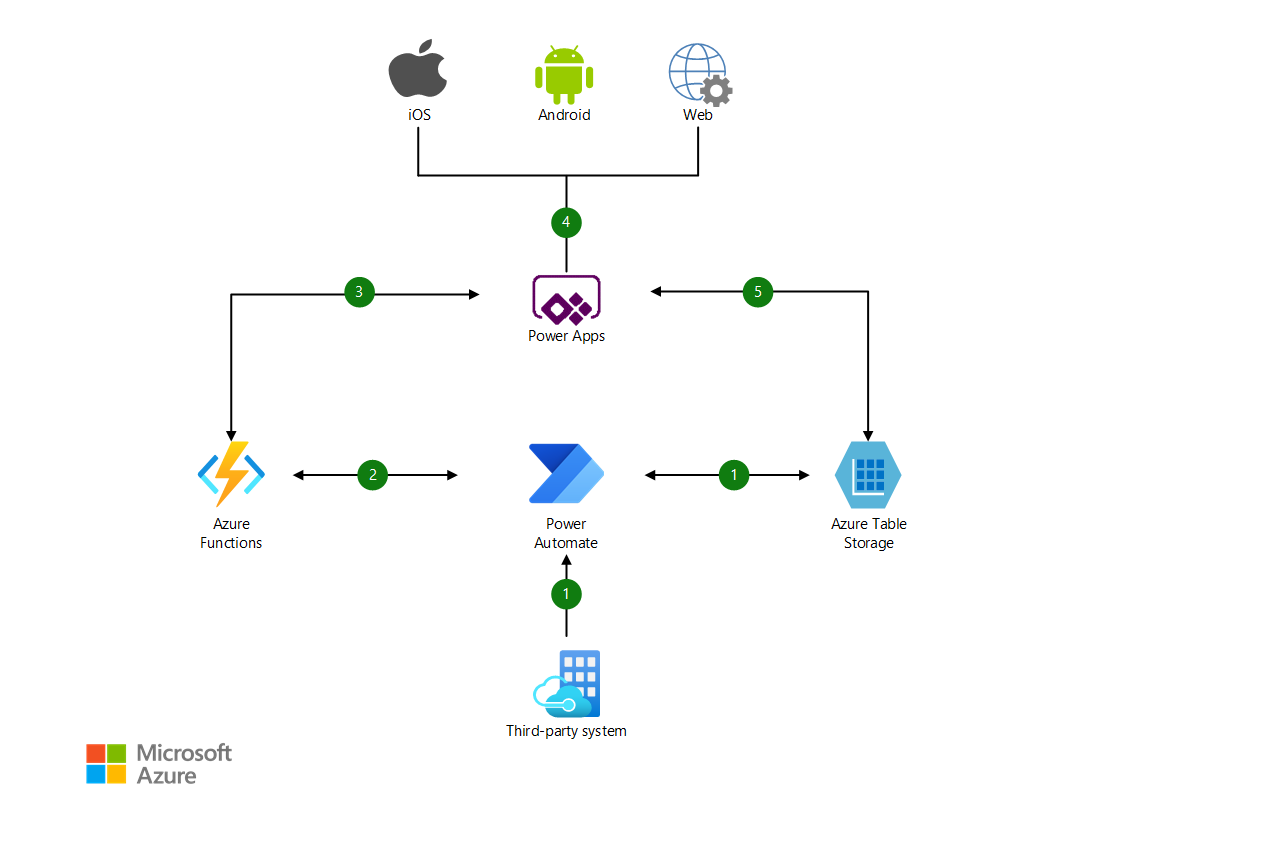 iOS
Android
Web
4
3
5
Power Apps
2
1
Azure
Functions
Power
Automate
Azure Table
Storage
1
Third-party system
Microsoft
Azure